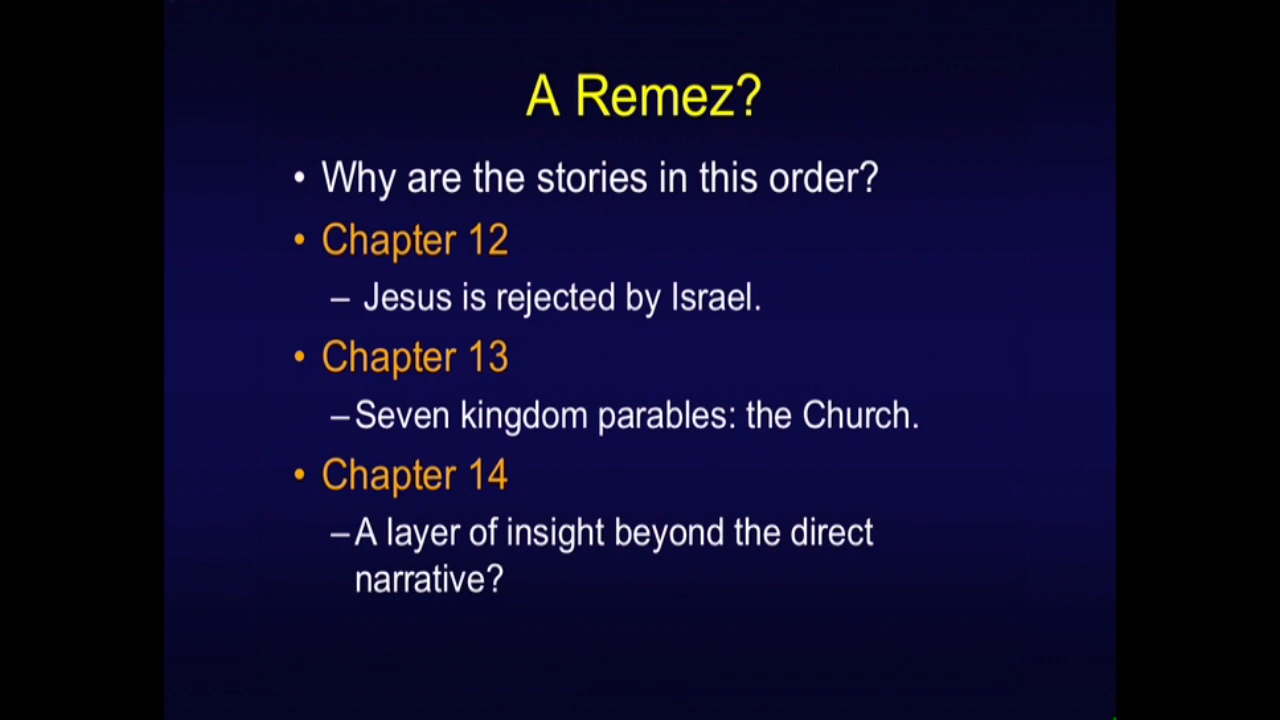 A Remez?
• Why are the stories in this order?
• Chapter 12
– Jesus is rejected by Israel.
• Chapter 13
–Seven kingdom parables: the Church.
• Chapter 14
–A layer of insight beyond the direct
narrative?